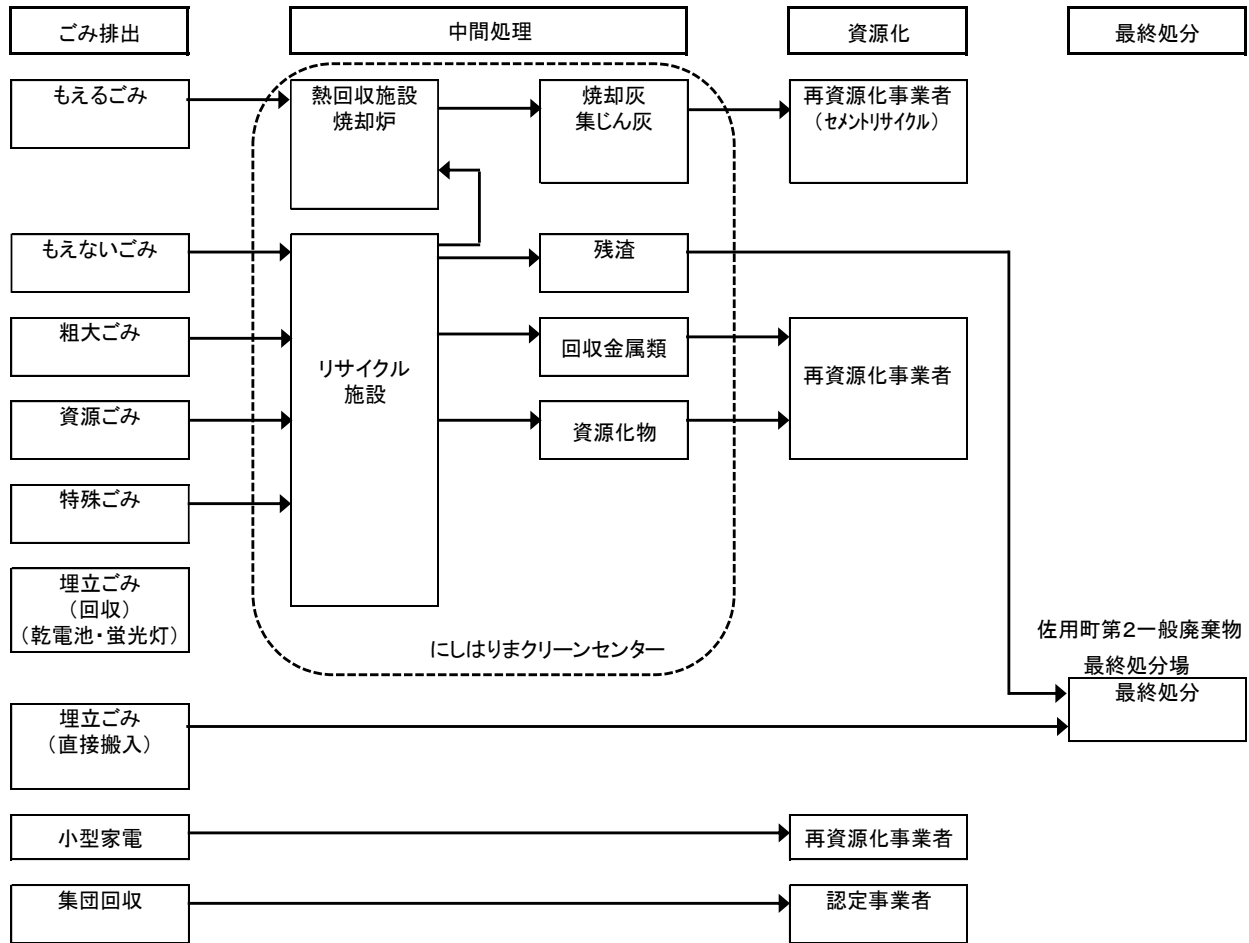 ごみ排出
中間処理
資源化
最終処分
もえるごみ
熱回収施設
焼却炉
焼却灰
集じん灰
再資源化事業者
(セメントリサイクル)
もえないごみ
残渣
粗大ごみ
リサイクル
施設
回収金属類
再資源化事業者
資源ごみ
資源化物
特殊ごみ
埋立ごみ
(回収)
(乾電池・蛍光灯)
にしはりまクリーンセンター
佐用町第2一般廃棄物
最終処分場
最終処分
埋立ごみ
(直接搬入)
小型家電
再資源化事業者
集団回収
認定事業者